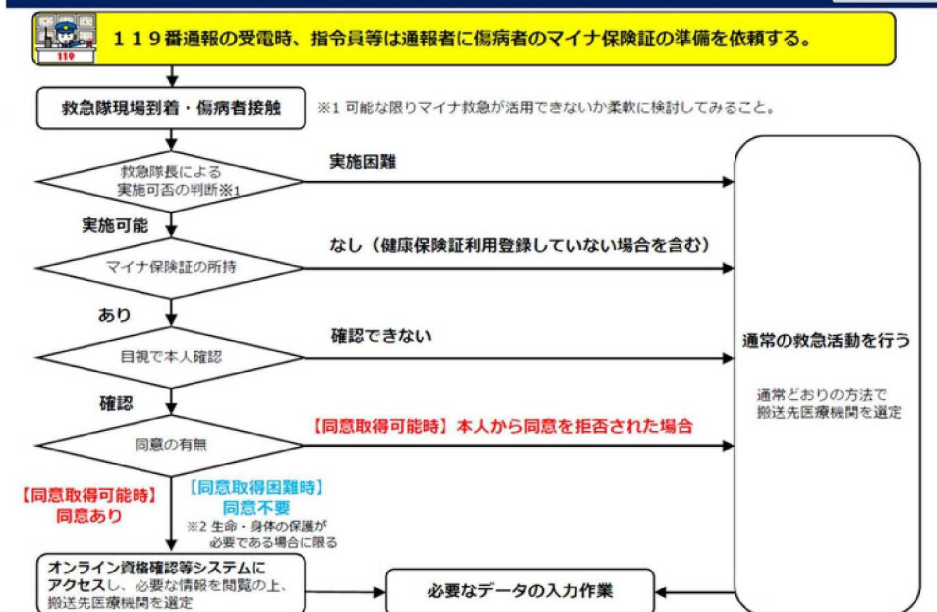 119
119番通報の受電時、指令員等は通報者に傷病者のマイナ保険証の準備を依頼する。
救急隊現場到着・傷病者接触
※1 可能な限りマイナ救急が活用できないか柔軟に検討してみること。
救急隊長による
実施可否の判断※1
実施困難
実施可能
マイナ保険証の所持
なし（健康保険証利用登録していない場合を含む）
あり
目視で本人確認
確認できない
確認
同意の有無
【同意取得可能時】本人から同意を拒否された場合
【同意取得可能時】
同意あり
【同意取得困難時】
同意不要
※2 生命・身体の保護が
必要である場合に限る
オンライン資格確認等システムに
アクセスし、必要な情報を閲覧の上、
搬送先医療機関を選定
必要なデータの入力作業
通常の救急活動を行う
通常どおりの方法で
搬送先医療機関を選定